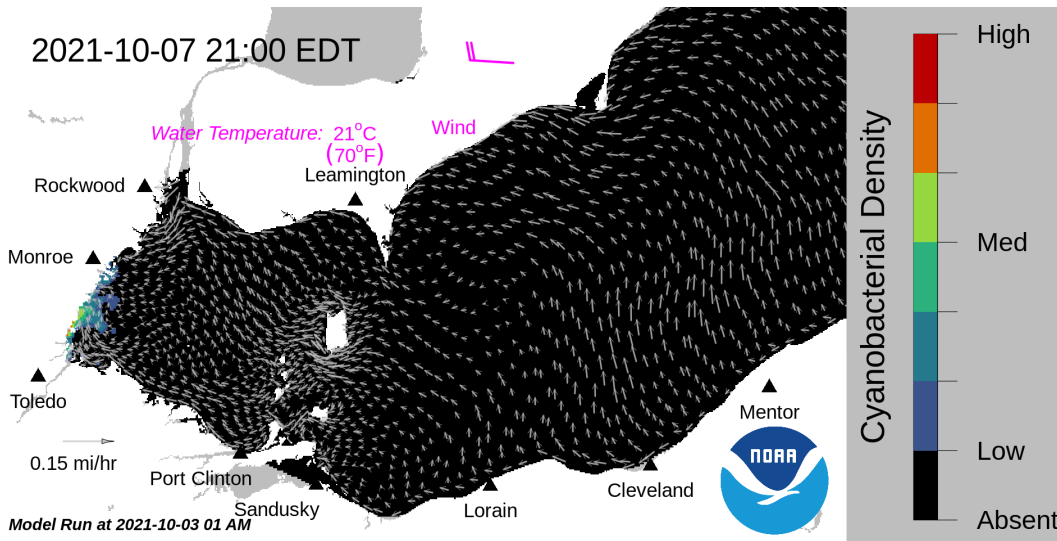 2021-10-07 21:00 EDT
High
Wind
Water Temperature: 21°C
(70°F)
Leamington
Rockwood
Cyanobacterial Density
Med
Monroe
Toledo
Mentor
0.15 mi/hr
NOAA
Low
Port Clinton
Cleveland
Sandusky
Lorain
Model Run at 2021-10-03 01 AM
Absent